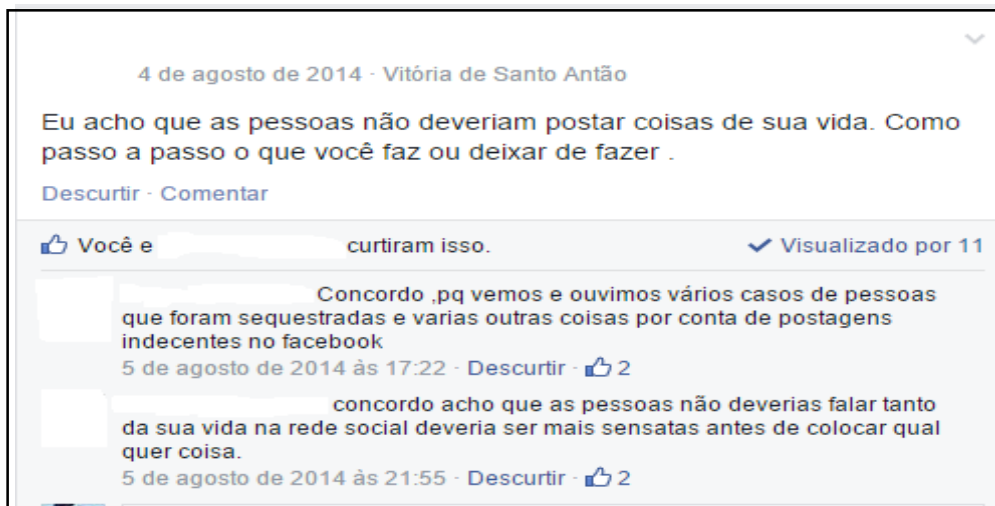 4 de agosto de 2014 · Vitória de Santo Antão
Eu acho que as pessoas não deveriam postar coisas de sua vida. Como
passo a passo o que você faz ou deixar de fazer .
Descurtir · Comentar
Você e curtiram isso. Visualizado por 11
Concordo ,pq vemos e ouvimos vários casos de pessoas
que foram sequestradas e varias outras coisas por conta de postagens
indecentes no facebook
5 de agosto de 2014 às 17:22 · Descurtir · 2
concordo acho que as pessoas não deverias falar tanto
da sua vida na rede social deveria ser mais sensatas antes de colocar qual
quer coisa.
5 de agosto de 2014 às 21:55 · Descurtir · 2